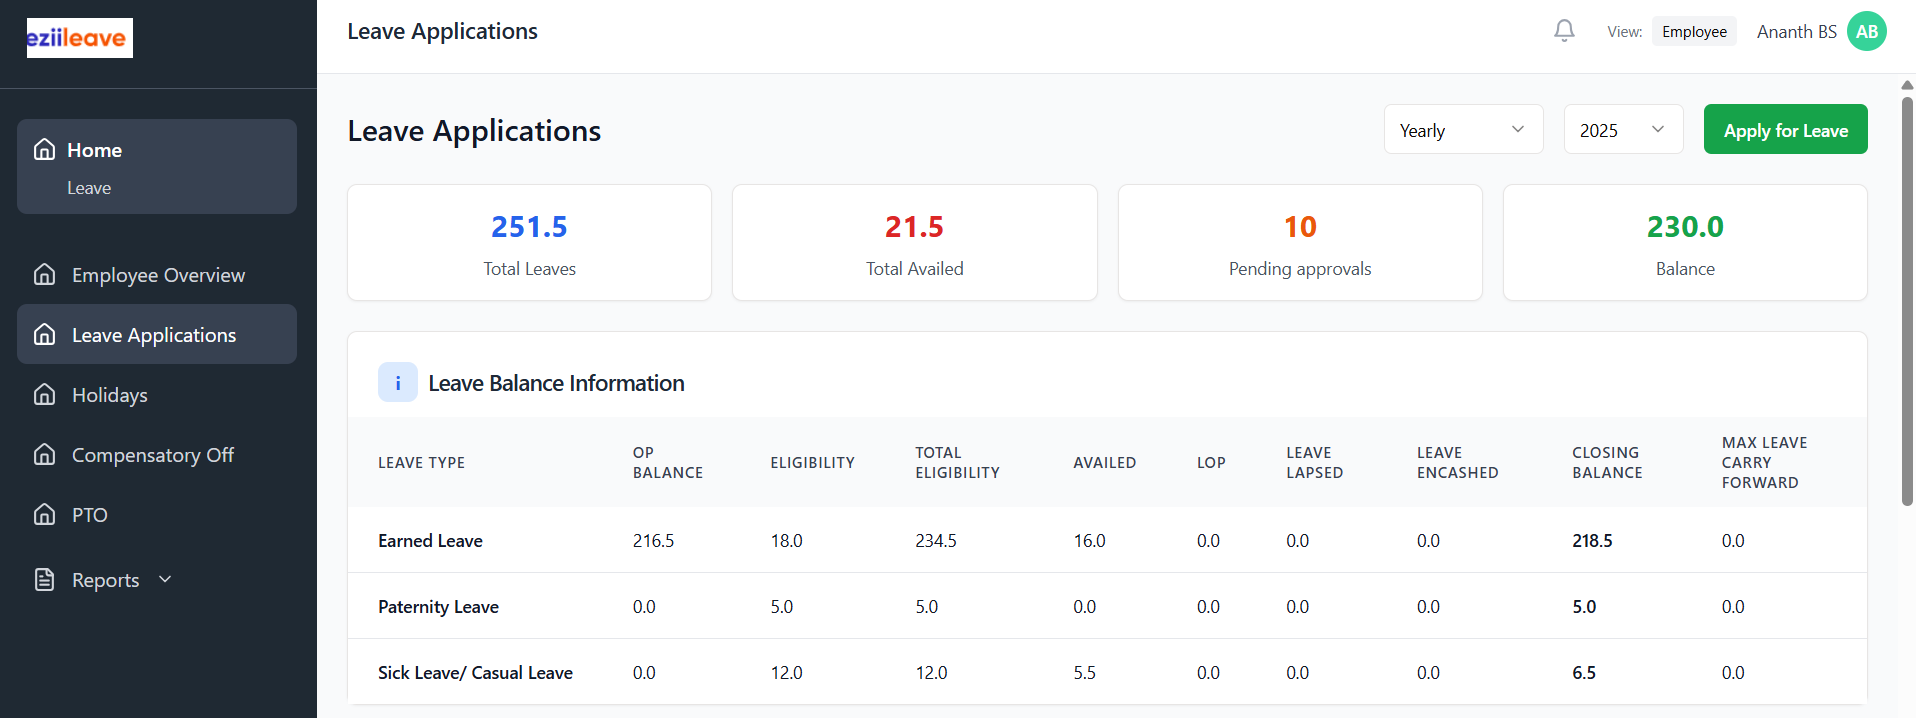 eziileave
Leave Applications
View: Employee Ananth BS AB
Home
Leave
Employee Overview
Leave Applications
Holidays
Compensatory Off
PTO
Reports
Leave Applications
Yearly 2025 Apply for Leave
251.5
Total Leaves
21.5
Total Availed
10
Pending approvals
230.0
Balance
i Leave Balance Information
LEAVE TYPE
OP
BALANCE
ELIGIBILITY
TOTAL
ELIGIBILITY
AVAILED
LOP
LEAVE
LAPSED
LEAVE
ENCASHED
CLOSING
BALANCE
MAX LEAVE
CARRY
FORWARD
Earned Leave 216.5 18.0 234.5 16.0 0.0 0.0 0.0 218.5 0.0
Paternity Leave 0.0 5.0 5.0 0.0 0.0 0.0 0.0 5.0 0.0
Sick Leave/ Casual Leave 0.0 12.0 12.0 5.5 0.0 0.0 0.0 6.5 0.0